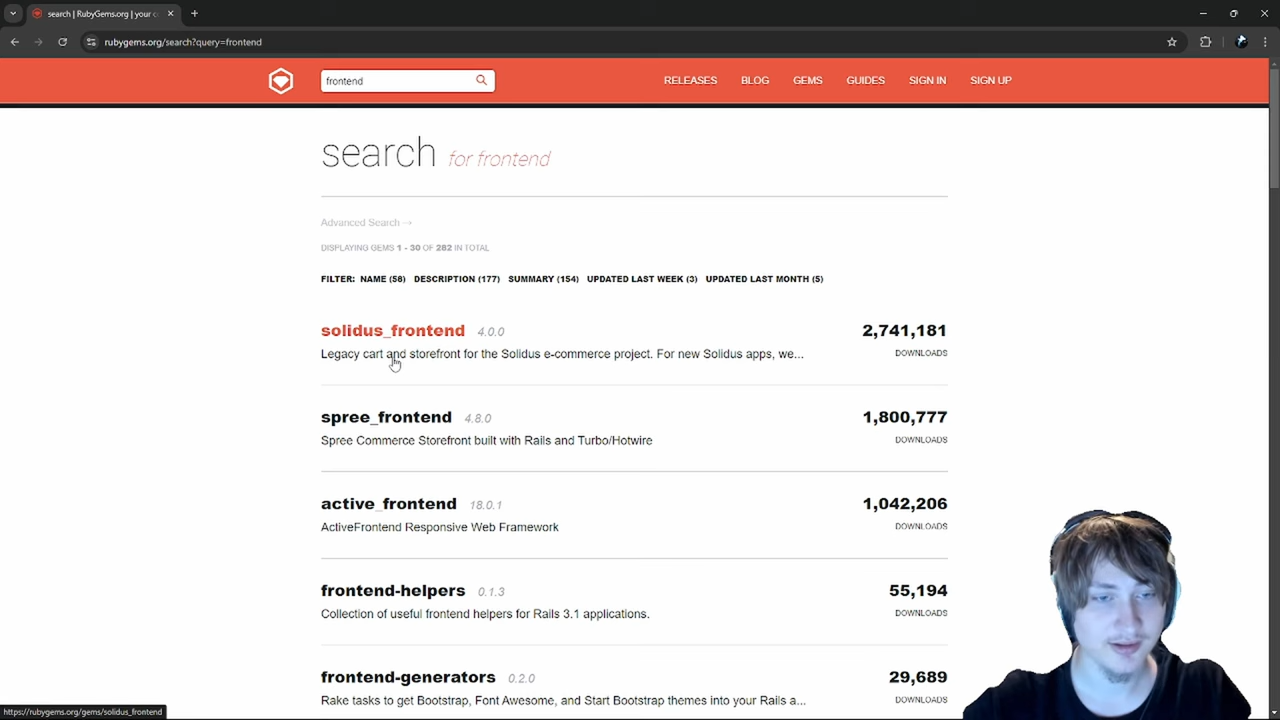 search | RubyGems.org | your c
rubygems.org/search?query=frontend
frontend
RELEASES BLOG GEMS GUIDES SIGN IN SIGN UP
search for frontend
Advanced Search →
DISPLAYING GEMS 1 - 30 OF 282 IN TOTAL
FILTER: NAME (58) DESCRIPTION (177) SUMMARY (154) UPDATED LAST WEEK (3) UPDATED LAST MONTH (5)
solidus_frontend 4.0.0 2,741,181
Legacy cart and storefront for the Solidus e-commerce project. For new Solidus apps, we... DOWNLOADS
spree_frontend 4.8.0 1,800,777
Spree Commerce Storefront built with Rails and Turbo/Hotwire DOWNLOADS
active_frontend 18.0.1 1,042,206
ActiveFrontend Responsive Web Framework DOWNLOADS
frontend-helpers 0.1.3 55,194
Collection of useful frontend helpers for Rails 3.1 applications. DOWNLOADS
frontend-generators 0.2.0 29,689
Rake tasks to get Bootstrap, Font Awesome, and Start Bootstrap themes into your Rails a... DOWNLOADS
https://rubygems.org/gems/solidus_frontend